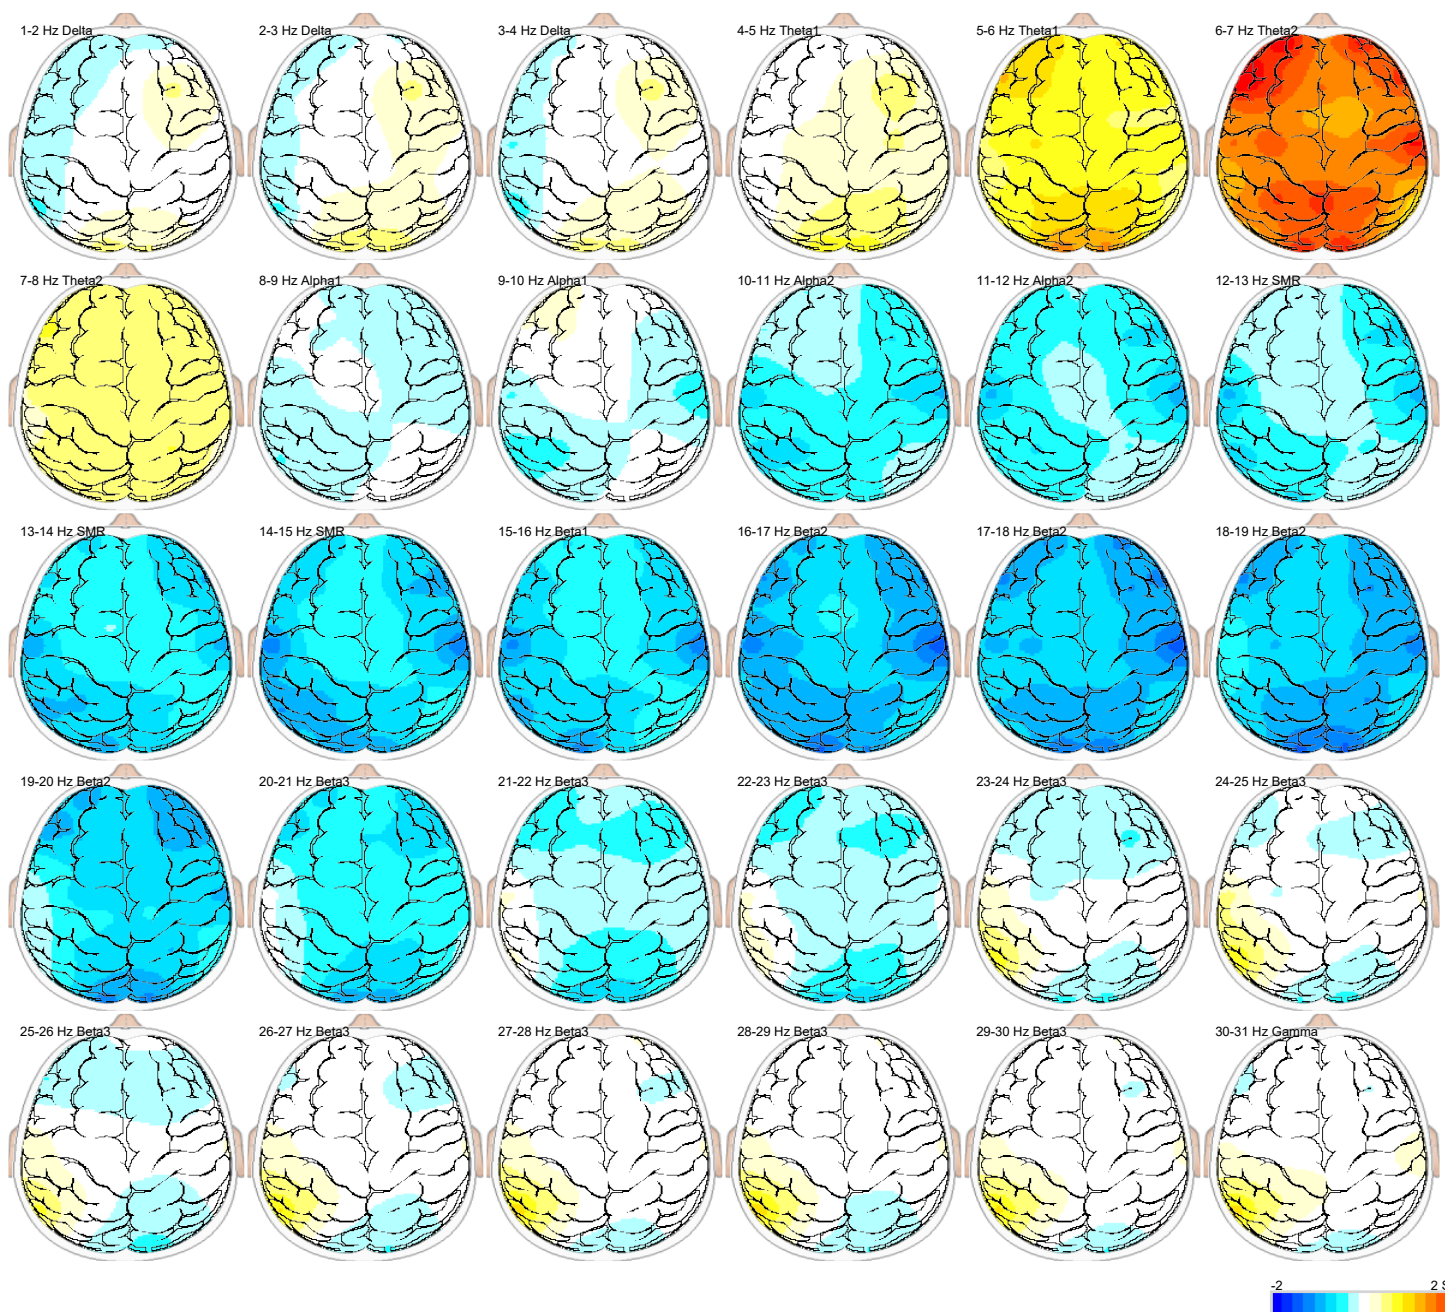 1-2 Hz Delta
2-3 Hz Delta
3-4 Hz Delta
4-5 Hz Theta1
5-6 Hz Theta1
6-7 Hz Theta2
7-8 Hz Theta2
8-9 Hz Alpha1
9-10 Hz Alpha1
10-11 Hz Alpha2
11-12 Hz Alpha2
12-13 Hz SMR
13-14 Hz SMR
14-15 Hz SMR
15-16 Hz Beta1
16-17 Hz Beta2
17-18 Hz Beta2
18-19 Hz Beta2
19-20 Hz Beta2
20-21 Hz Beta3
21-22 Hz Beta3
22-23 Hz Beta3
23-24 Hz Beta3
24-25 Hz Beta3
25-26 Hz Beta3
26-27 Hz Beta3
27-28 Hz Beta3
28-29 Hz Beta3
29-30 Hz Beta3
30-31 Hz Gamma
-2
2 S